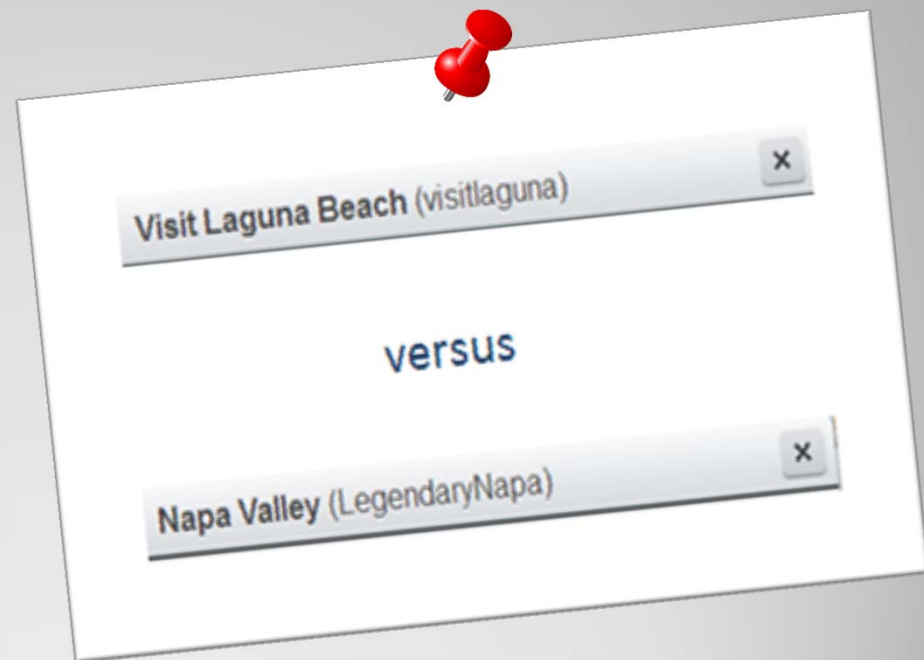 Visit Laguna Beach (visitlaguna) x
versus
Napa Valley (LegendaryNapa) x